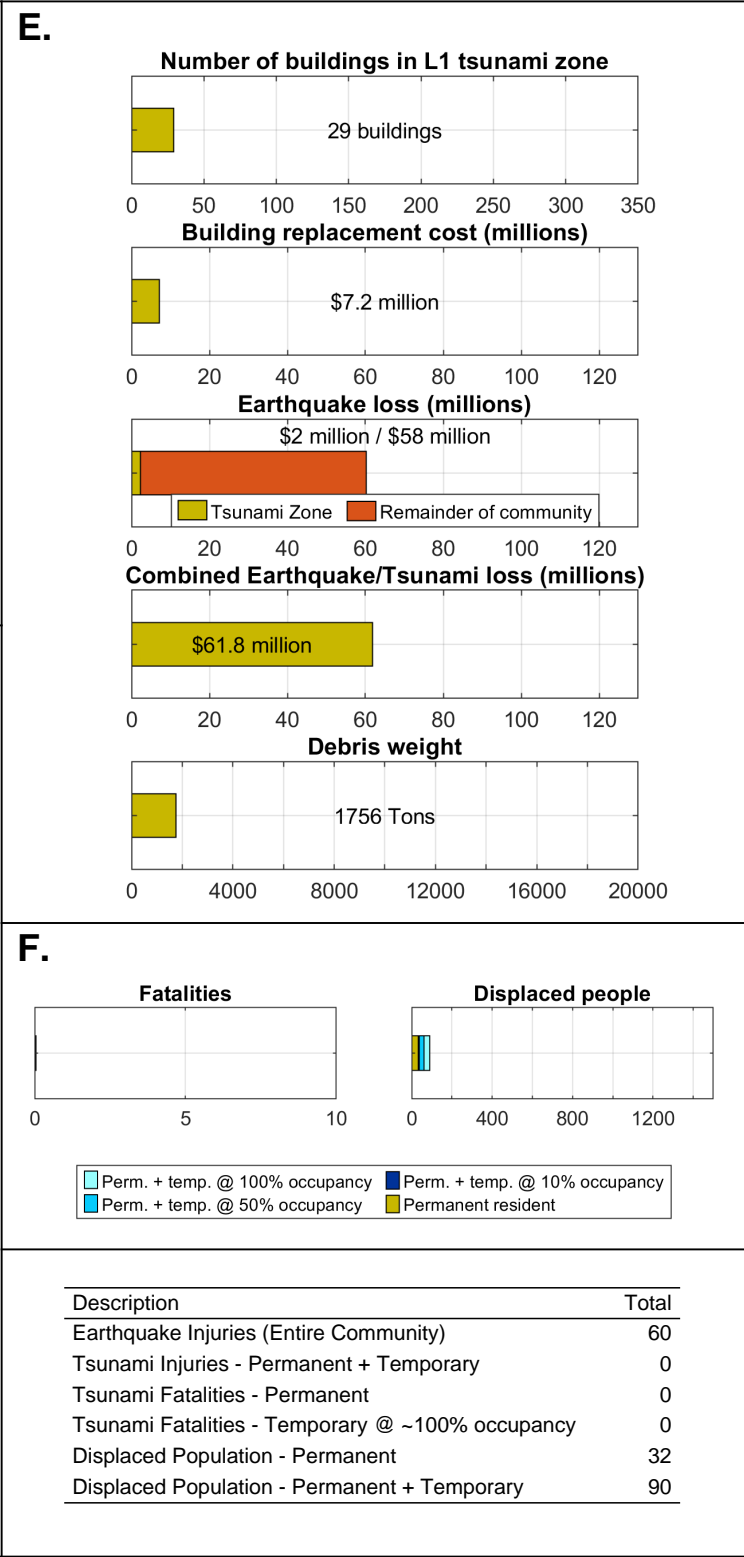 E.
Number of buildings in L1 tsunami zone
29 buildings
0 50 100 150 200 250 300 350
Building replacement cost (millions)
$7.2 million
0 20 40 60 80 100 120
Earthquake loss (millions)
$2 million / $58 million
Tsunami Zone Remainder of community
0 20 40 60 80 100 120
Combined Earthquake/Tsunami loss (millions)
$61.8 million
0 20 40 60 80 100 120
Debris weight
1756 Tons
0 4000 8000 12000 16000 20000
F.
Fatalities Displaced people
0 5 10 0 400 800 1200
Perm. + temp. @ 100% occupancy Perm. + temp. @ 10% occupancy
Perm. + temp. @ 50% occupancy Permanent resident
Description Total
Earthquake Injuries (Entire Community) 60
Tsunami Injuries - Permanent + Temporary 0
Tsunami Fatalities - Permanent 0
Tsunami Fatalities - Temporary @ ~100% occupancy 0
Displaced Population - Permanent 32
Displaced Population - Permanent + Temporary 90